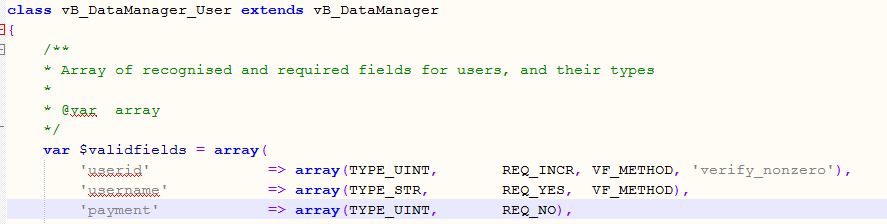 class vB_DataManager_User extends vB_DataManager
{
/**
* Array of recognised and required fields for users, and their types
*
* @var array
*/
var $validfields = array(
'userid' => array(TYPE_UINT, REQ_INCR, VF_METHOD, 'verify_nonzero'),
'username' => array(TYPE_STR, REQ_YES, VF_METHOD),
'payment' => array(TYPE_UINT, REQ_NO),